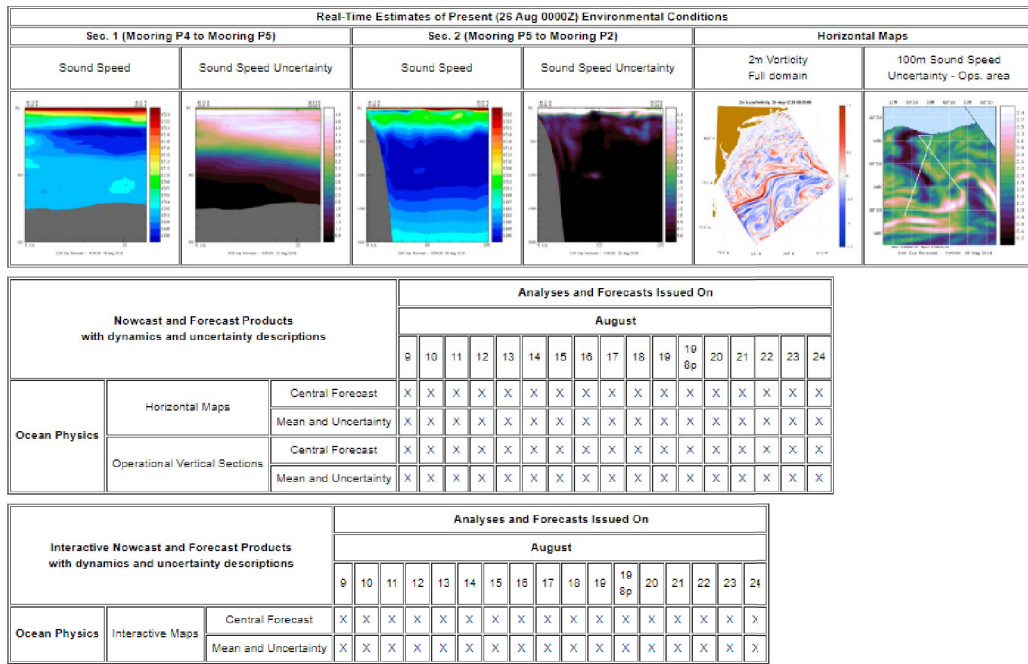 Real-Time Estimates of Present (26 Aug 0000Z) Environmental Conditions
Sec. 1 (Mooring P4 to Mooring P5) Sec. 2 (Mooring P5 to Mooring P2) Horizontal Maps
Sound Speed Sound Speed Uncertainty Sound Speed Sound Speed Uncertainty 2m Vorticity Full domain 100m Sound Speed Uncertainty - Ops. area
Analyses and Forecasts Issued On
Nowcast and Forecast Products
with dynamics and uncertainty descriptions
August
9 10 11 12 13 14 15 16 17 18 19 19 8p 20 21 22 23 24
Ocean Physics
Horizontal Maps
Central Forecast X X X X X X X X X X X X X X X X X
Mean and Uncertainty X X X X X X X X X X X X X X X X X
Operational Vertical Sections
Central Forecast X X X X X X X X X X X X X X X X X
Mean and Uncertainty X X X X X X X X X X X X X X X X X
Analyses and Forecasts Issued On
Interactive Nowcast and Forecast Products
with dynamics and uncertainty descriptions
August
9 10 11 12 13 14 15 16 17 18 19 19 8p 20 21 22 23 24
Ocean Physics
Interactive Maps
Central Forecast X X X X X X X X X X X X X X X X X
Mean and Uncertainty X X X X X X X X X X X X X X X X X